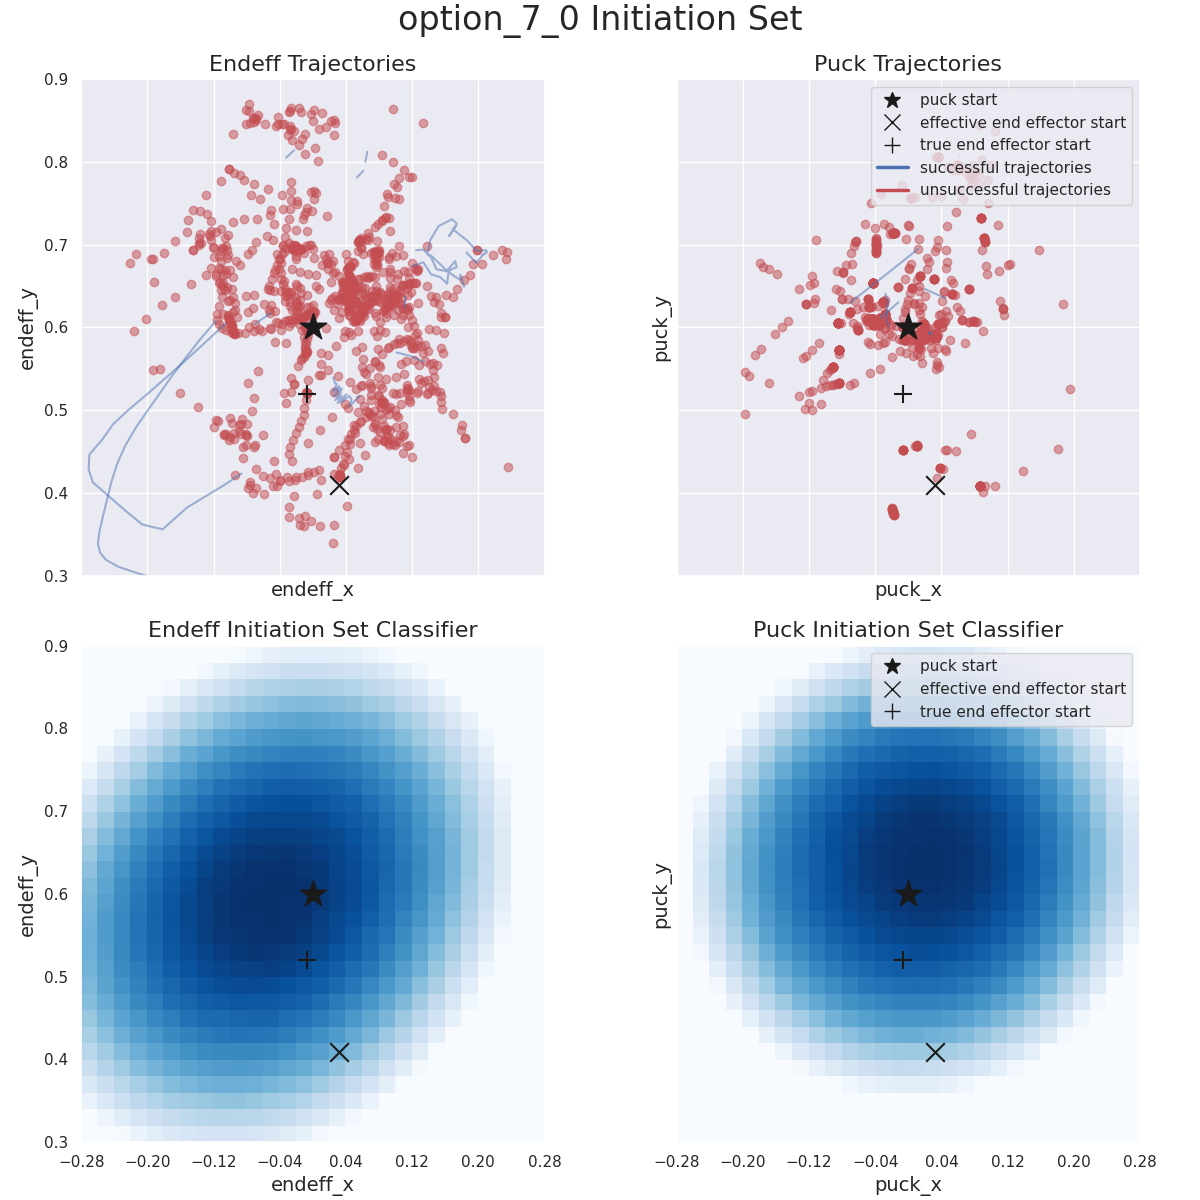 option_7_0 Initiation Set
Endeff Trajectories
Puck Trajectories
0.9
0.8
0.7
0.6
0.5
0.4
0.3
endeff_y
endeff_x
puck_y
puck_x
puck start
effective end effector start
true end effector start
successful trajectories
unsuccessful trajectories
Endeff Initiation Set Classifier
Puck Initiation Set Classifier
0.9
0.8
0.7
0.6
0.5
0.4
0.3
endeff_y
−0.28 −0.20 −0.12 −0.04 0.04 0.12 0.20 0.28
endeff_x
puck_y
puck start
effective end effector start
true end effector start
−0.28 −0.20 −0.12 −0.04 0.04 0.12 0.20 0.28
puck_x